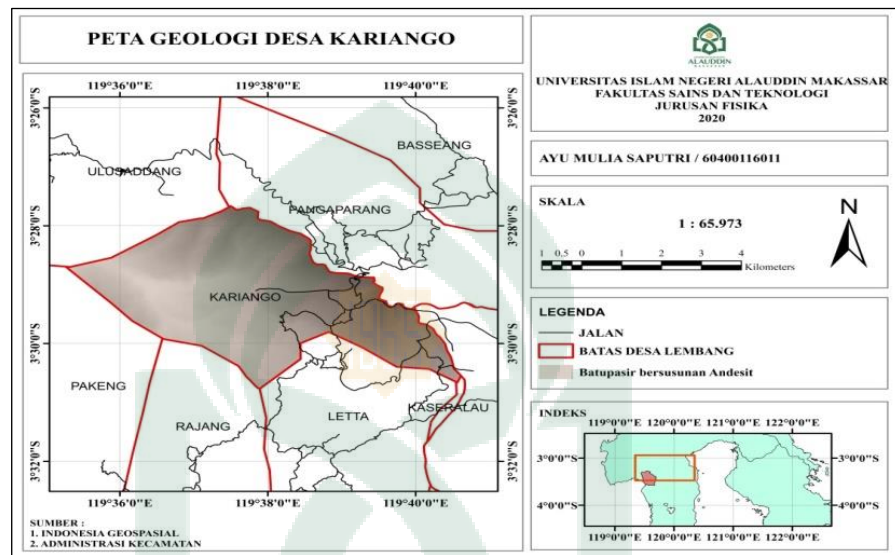 PETA GEOLOGI DESA KARIANGO
119°36'0"E 119°38'0"E 119°40'0"E
3°26'0"S 3°26'0"S
BASSEANG
ULUSADDANG
PANGAPARANG
3°28'0"S 3°28'0"S
KARIANGO
3°30'0"S 3°30'0"S
PAKENG
LETTA
KASERALAU
RAJANG
3°32'0"S 3°32'0"S
119°36'0"E 119°38'0"E 119°40'0"E
SUMBER :
1. INDONESIA GEOSPASIAL
2. ADMINISTRASI KECAMATAN
ALAUDDIN
UNIVERSITAS ISLAM NEGERI ALAUDDIN MAKASSAR
FAKULTAS SAINS DAN TEKNOLOGI
JURUSAN FISIKA
2020
AYU MULIA SAPUTRI / 60400116011
SKALA
1 : 65.973
N
1 0,5 0 1 2 3 4
Kilometers
LEGENDA
JALAN
BATAS DESA LEMBANG
Batupasir bersusunan Andesit
INDEKS
119°0'0"E 120°0'0"E 121°0'0"E 122°0'0"E
3°0'0"S 3°0'0"S
4°0'0"S 4°0'0"S
119°0'0"E 120°0'0"E 121°0'0"E 122°0'0"E